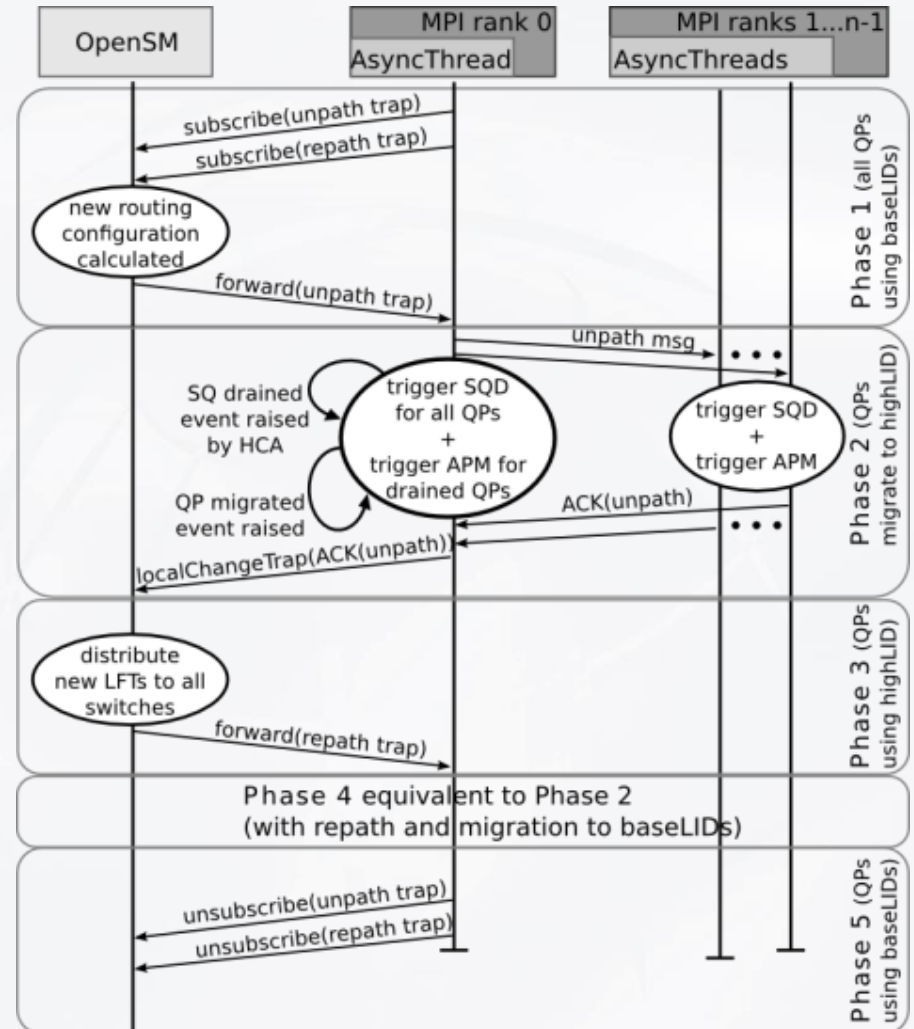 OpenSM
MPI rank 0
AsyncThread
MPI ranks 1...n-1
AsyncThreads
subscribe(unpath trap)
subscribe(repath trap)
new routing
configuration
calculated
forward(unpath trap)
Phase 1 (all QPs
using baseLIDs)
unpath msg
SQ drained
event raised
by HCA
QP migrated
event raised
trigger SQD
for all QPs
+
trigger APM for
drained QPs
trigger SQD
+
trigger APM
ACK(unpath)
localChangeTrap(ACK(unpath))
Phase 2 (QPs
migrate to highLID)
distribute
new LFTs to all
switches
forward(repath trap)
Phase 3 (QPs
using highLID)
Phase 4 equivalent to Phase 2
(with repath and migration to baseLIDs)
unsubscribe(unpath trap)
unsubscribe(repath trap)
Phase 5 (QPs
using baseLIDs)